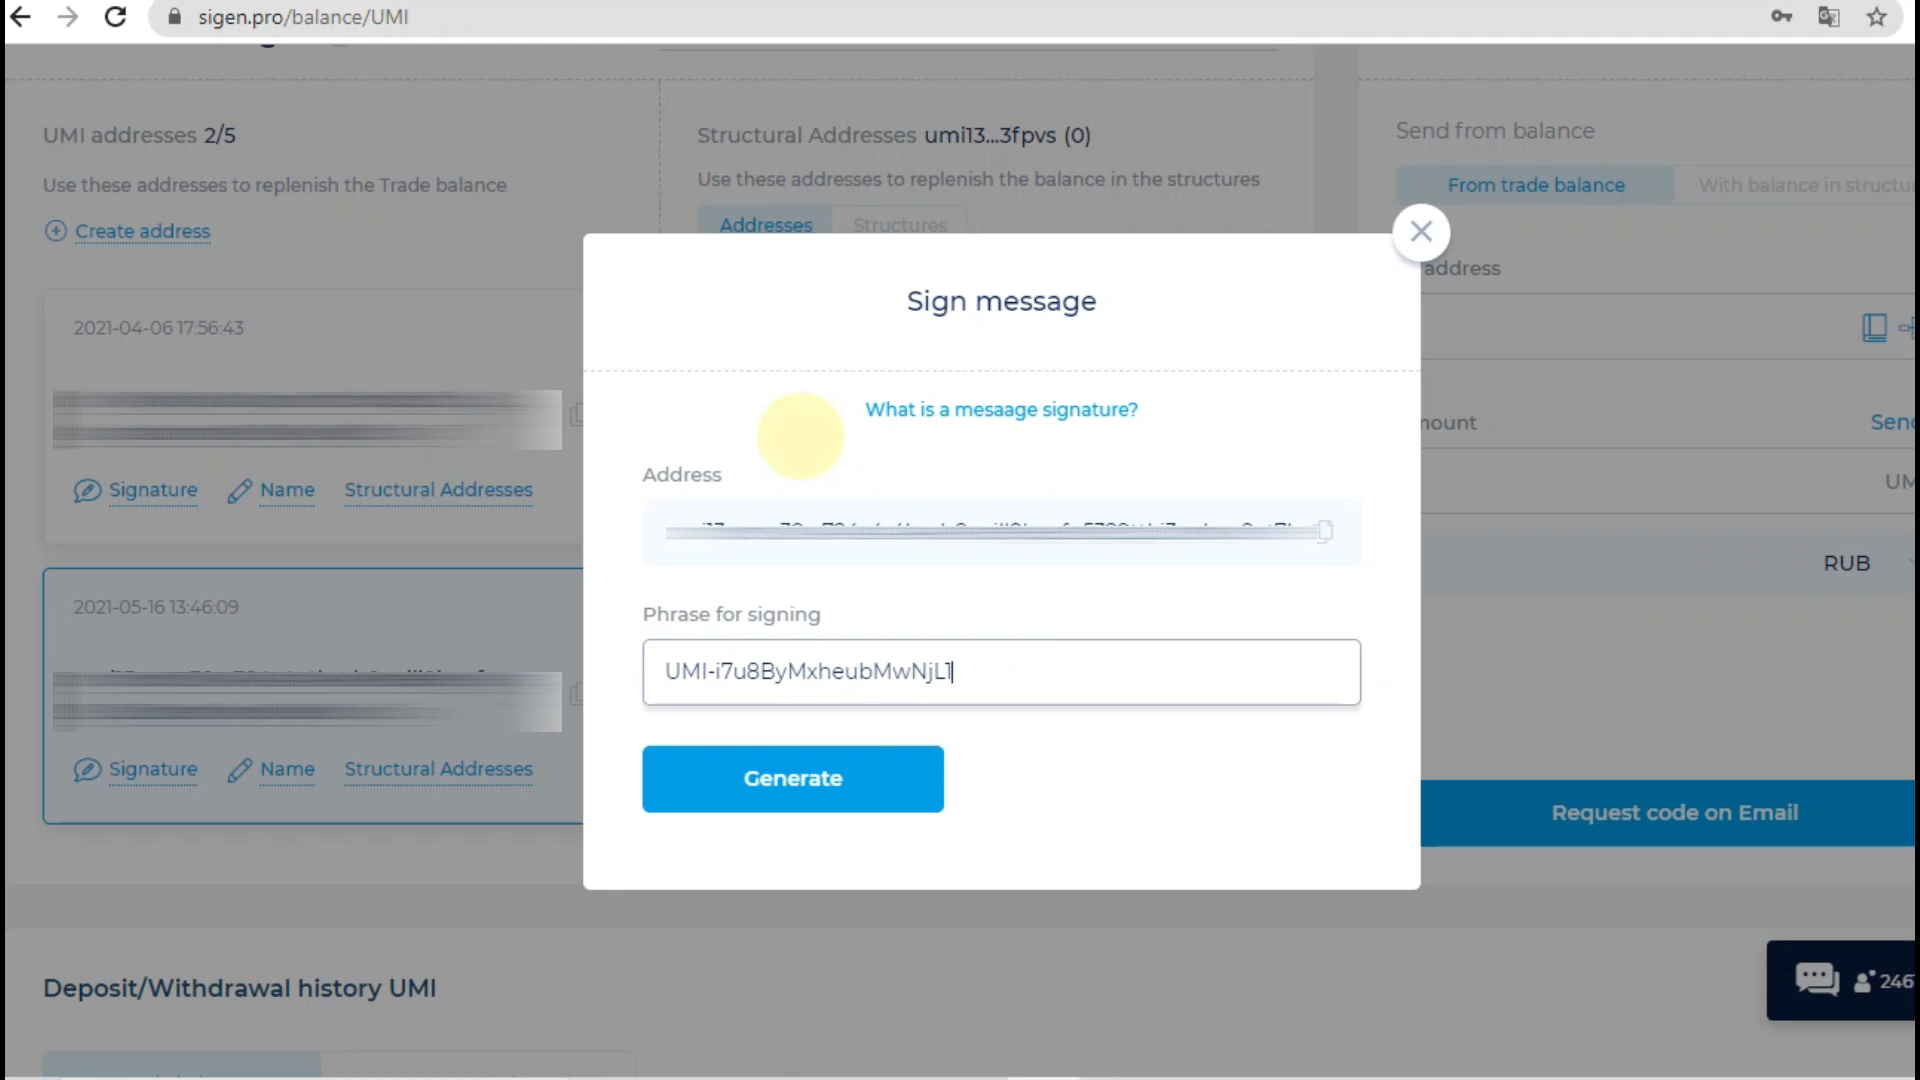 sigen.pro/balance/UMI
UMI addresses 2/5
Use these addresses to replenish the Trade balance
Create address
2021-04-06 17:56:43
Signature
Name
Structural Addresses
2021-05-16 13:46:09
Signature
Name
Structural Addresses
Structural Addresses umi13...3fpvs (0)
Use these addresses to replenish the balance in the structures
Addresses
Structures
Send from balance
From trade balance
With balance in structu
address
mount
Send
UM
RUB
Request code on Email
Sign message
What is a mesaage signature?
Address
Phrase for signing
UMI-i7u8ByMxheubMwNjL1
Generate
Deposit/Withdrawal history UMI
246